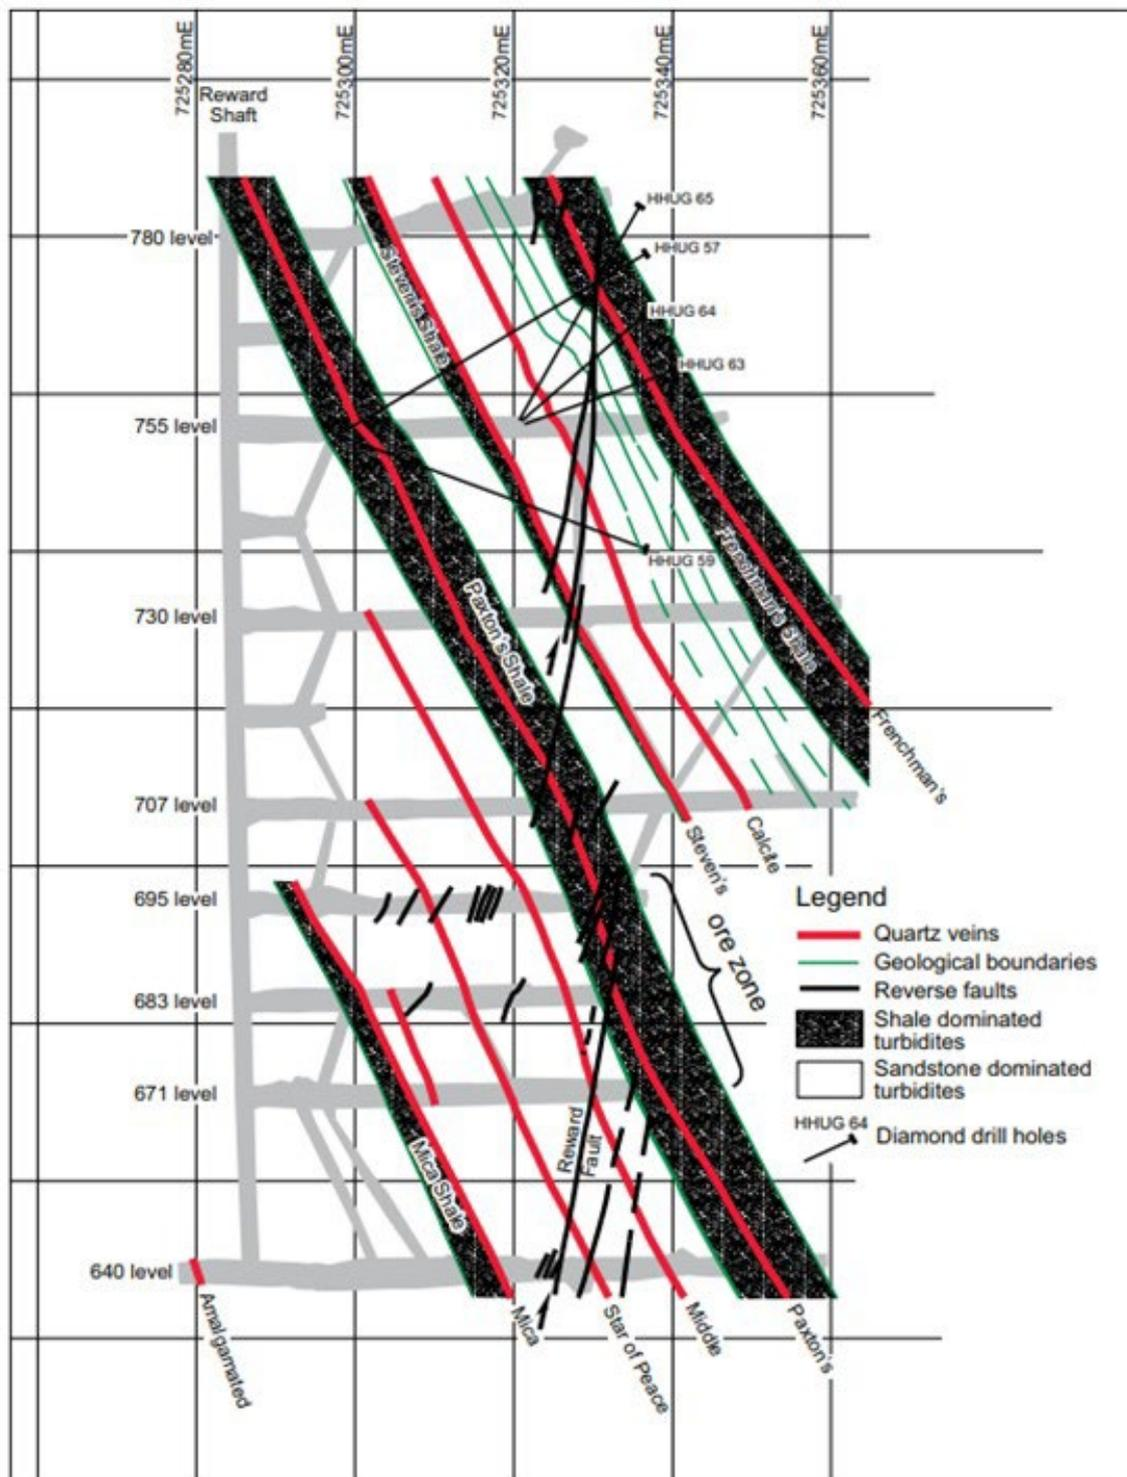 725280mE
725300mE
725320mE
725340mE
725360mE
Reward
Shaft
HHUG 65
780 level
HHUG 57
Steven's Shale
HHUG 64
HHUG 63
755 level
HHUG 59
Frenchman's Shale
730 level
Paxton's Shale
Frenchman's
707 level
Steven's
Calcite
695 level
ore zone
683 level
671 level
Reward
Fault
Mica Shale
640 level
Amalgamated
Mica
Star of Peace
Middle
Paxton's
Legend
Quartz veins
Geological boundaries
Reverse faults
Shale dominated
turbidites
Sandstone dominated
turbidites
HHUG 64
Diamond drill holes